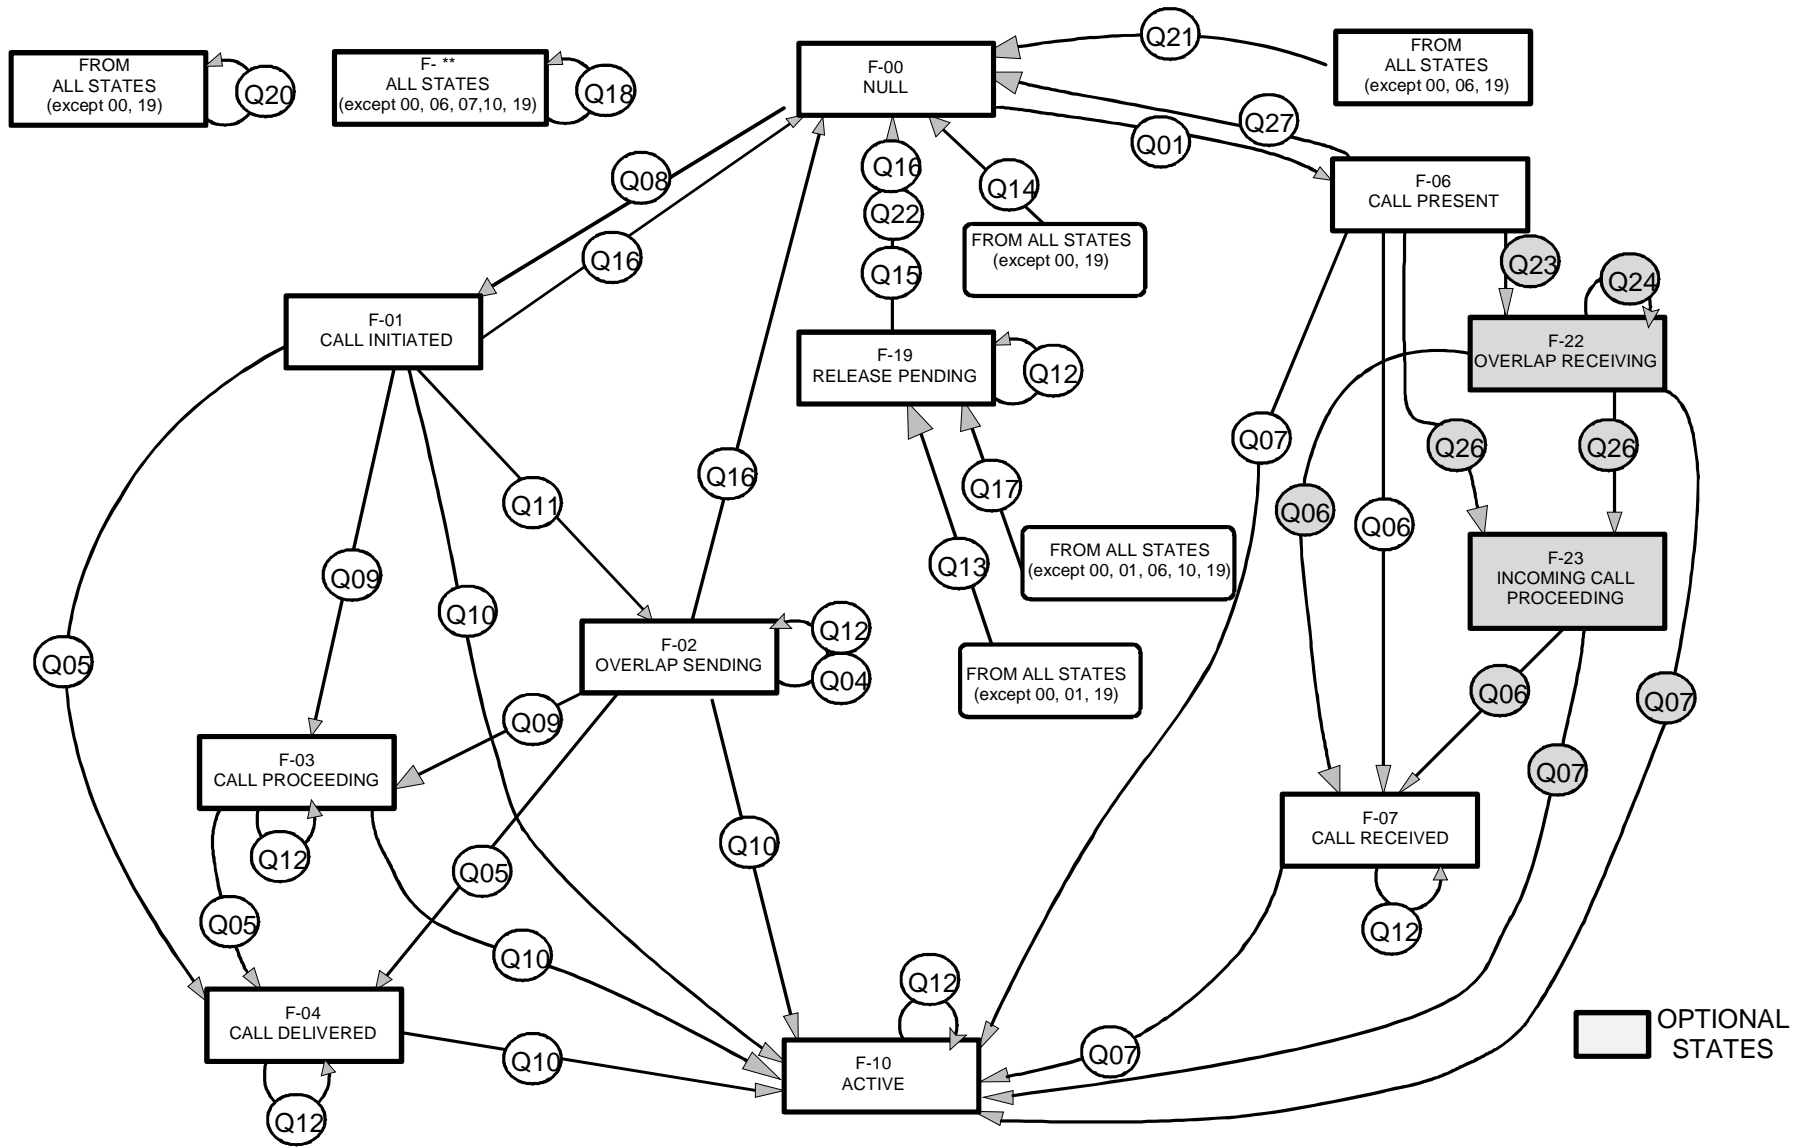 FROM
ALL STATES
(except 00, 19)
Q20
F- **
ALL STATES
(except 00, 06, 07,10, 19)
Q18
F-00
NULL
Q21
FROM
ALL STATES
(except 00, 06, 19)
Q27
Q01
Q08
Q16
Q16
Q22
Q15
Q14
FROM ALL STATES
(except 00, 19)
F-06
CALL PRESENT
Q23
Q24
F-01
CALL INITIATED
F-19
RELEASE PENDING
Q12
F-22
OVERLAP RECEIVING
Q07
Q26
Q26
Q16
Q11
Q17
Q06
Q06
Q13
FROM ALL STATES
(except 00, 01, 06, 10, 19)
F-23
INCOMING CALL
PROCEEDING
Q09
Q10
Q05
F-02
OVERLAP SENDING
Q12
Q04
FROM ALL STATES
(except 00, 01, 19)
Q06
Q07
Q09
F-03
CALL PROCEEDING
Q07
Q12
Q10
Q05
F-07
CALL RECEIVED
Q12
Q05
Q10
Q12
F-04
CALL DELIVERED
Q10
Q12
F-10
ACTIVE
Q07
OPTIONAL
STATES